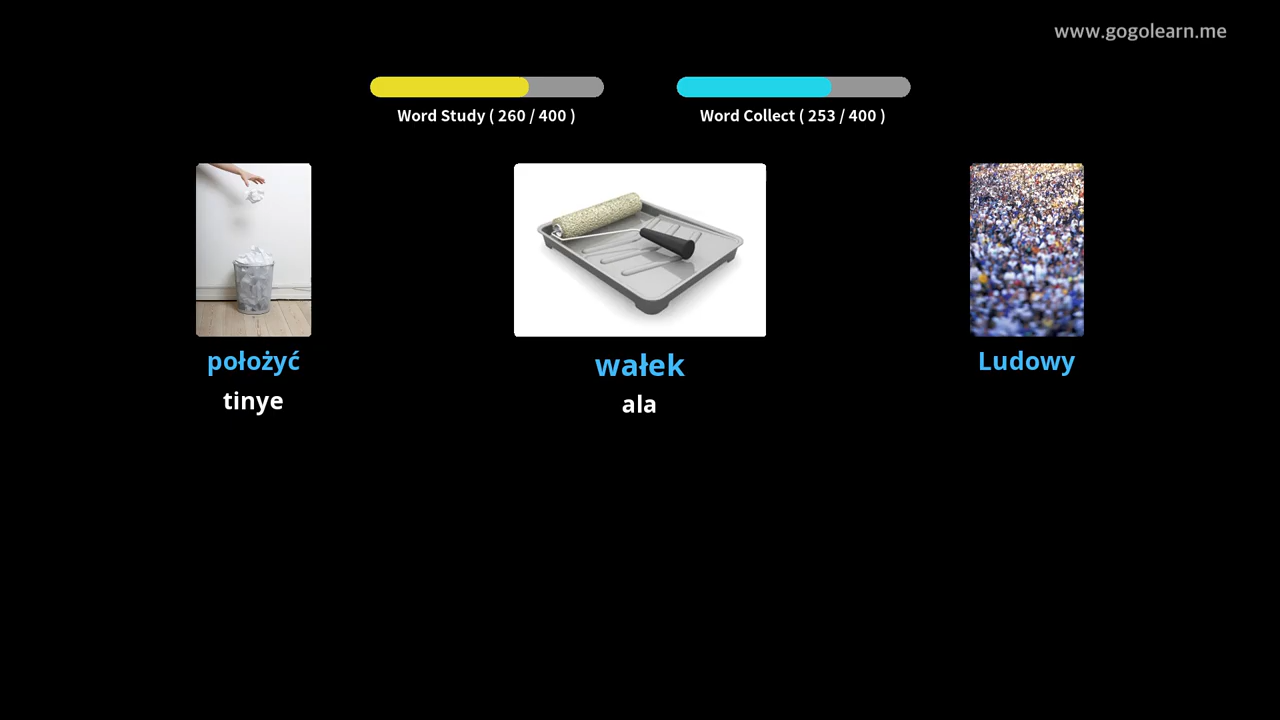 www.gogolearn.me
Word Study ( 260 / 400 )
Word Collect ( 253 / 400 )
położyć
tinye
wałek
ala
Ludowy